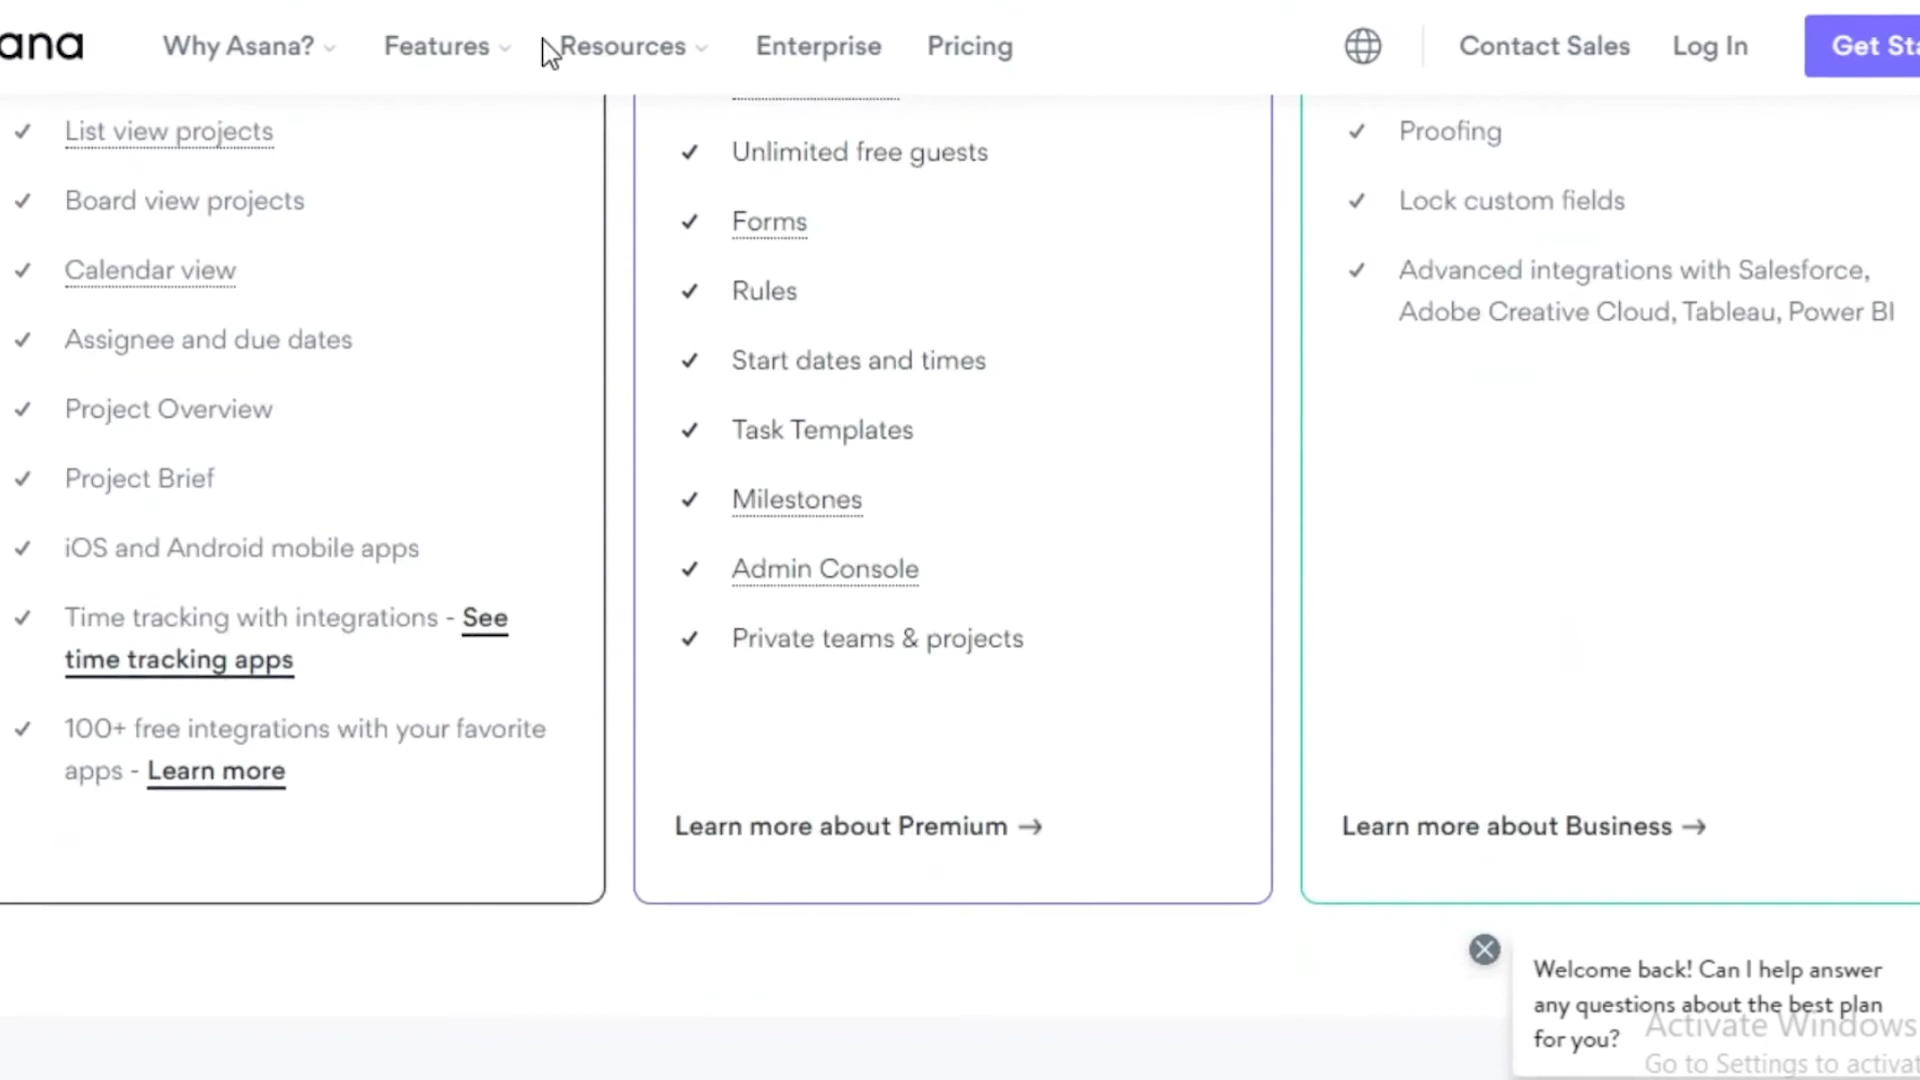 ana Why Asana? Features Resources Enterprise Pricing Contact Sales Log In Get Sta
List view projects
Board view projects
Calendar view
Assignee and due dates
Project Overview
Project Brief
iOS and Android mobile apps
Time tracking with integrations - See
time tracking apps
100+ free integrations with your favorite
apps - Learn more
Unlimited free guests
Forms
Rules
Start dates and times
Task Templates
Milestones
Admin Console
Private teams & projects
Learn more about Premium →
Proofing
Lock custom fields
Advanced integrations with Salesforce,
Adobe Creative Cloud, Tableau, Power BI
Learn more about Business →
Welcome back! Can I help answer
any questions about the best plan
for you?
Activate Windows
Go to Settings to activat